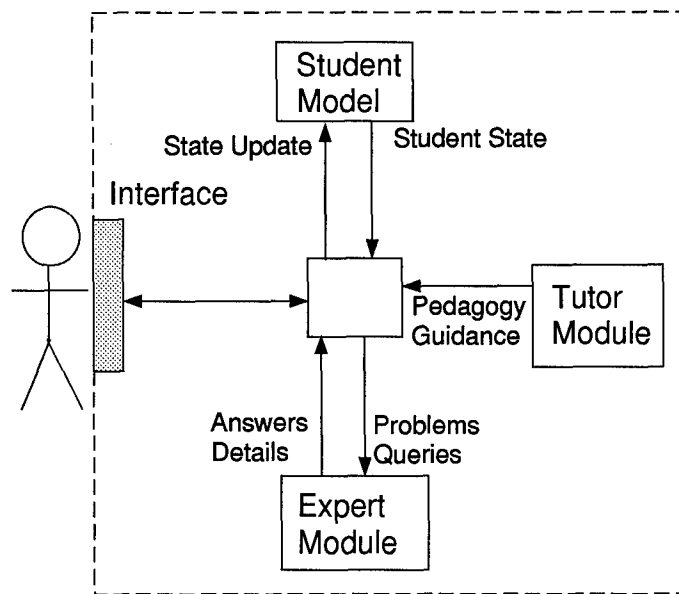 Student
Model
State Update
Student State
Interface
Pedagogy
Guidance
Tutor
Module
Answers
Details
Problems
Queries
Expert
Module